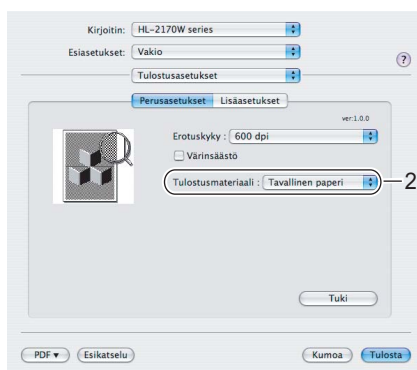 Kirjoitin: HL-2170W series
Esiasetukset: Vakio
Tulostusasetukset
?
Perusasetukset Lisäasetukset
ver:1.0.0
Erotuskyky : 600 dpi
Värinsäästö
Tulostusmateriaali : Tavallinen paperi 2
Tuki
PDF▼ Esikatselu Kumoa Tulosta